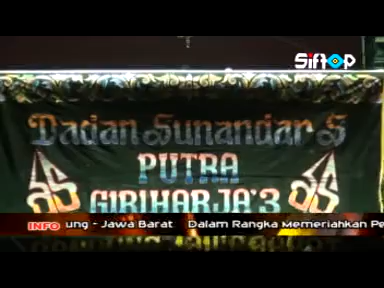 Siftop
Dadan Sunandar S
PUTRA
GIRIHARJA'3
INFO ung - Jawa Barat Dalam Rangka Memeriahkan Pe